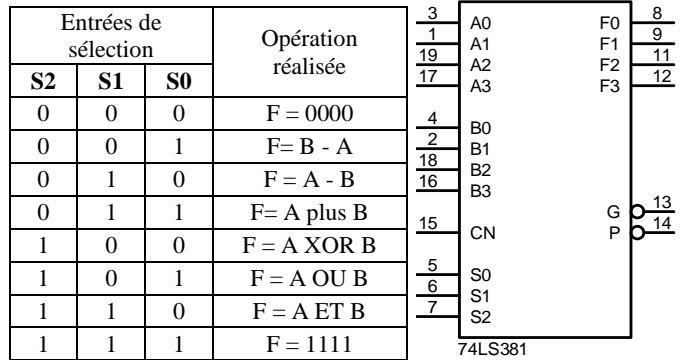 Entrées de sélection Opération réalisée
S2 S1 S0
0 0 0 F = 0000
0 0 1 F= B - A
0 1 0 F = A - B
0 1 1 F= A plus B
1 0 0 F = A XOR B
1 0 1 F = A OU B
1 1 0 F = A ET B
1 1 1 F = 1111
3 A0 F0 8
1 A1 F1 9
19 A2 F2 11
17 A3 F3 12
4 B0
2 B1
18 B2
16 B3
G 13
15 CN P 14
5 S0
6 S1
7 S2
74LS381